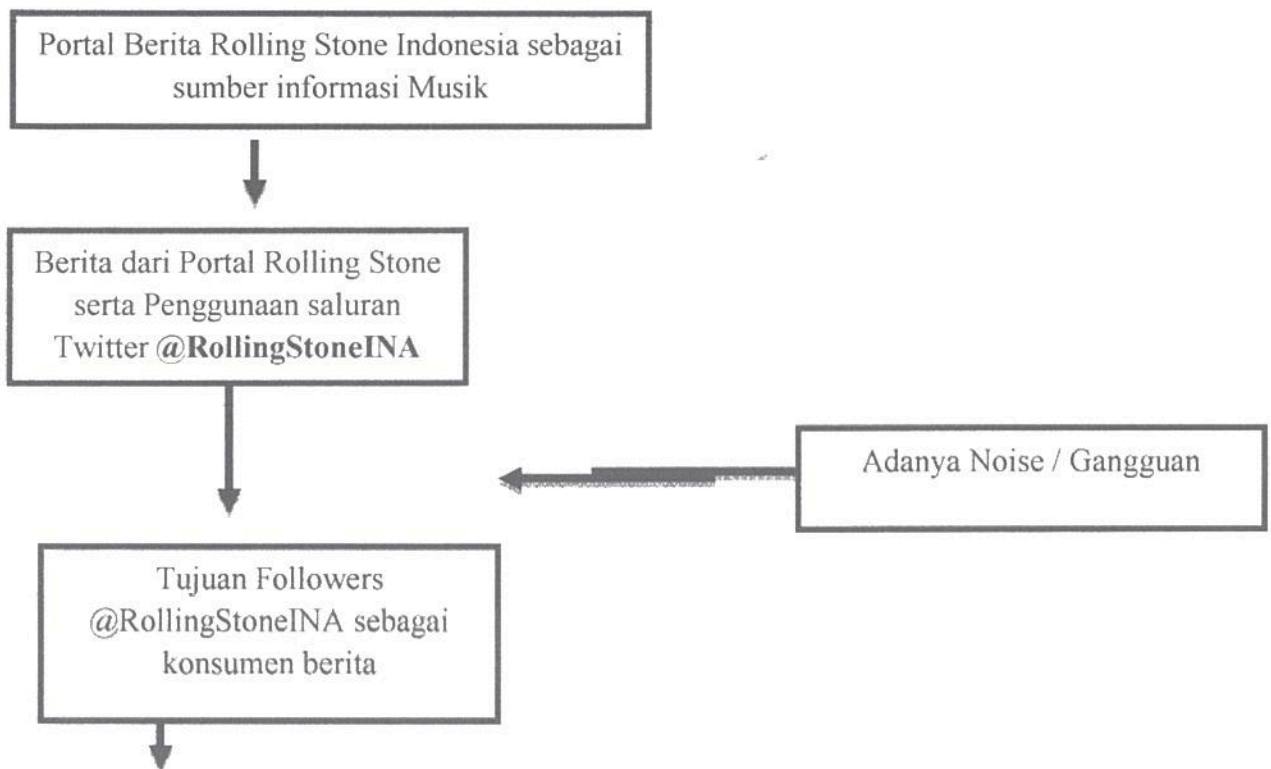 Portal Berita Rolling Stone Indonesia sebagai
sumber informasi Musik
Berita dari Portal Rolling Stone
serta Penggunaan saluran
Twitter @RollingStoneINA
Adanya Noise / Gangguan
Tujuan Followers
@RollingStoneINA sebagai
konsumen berita